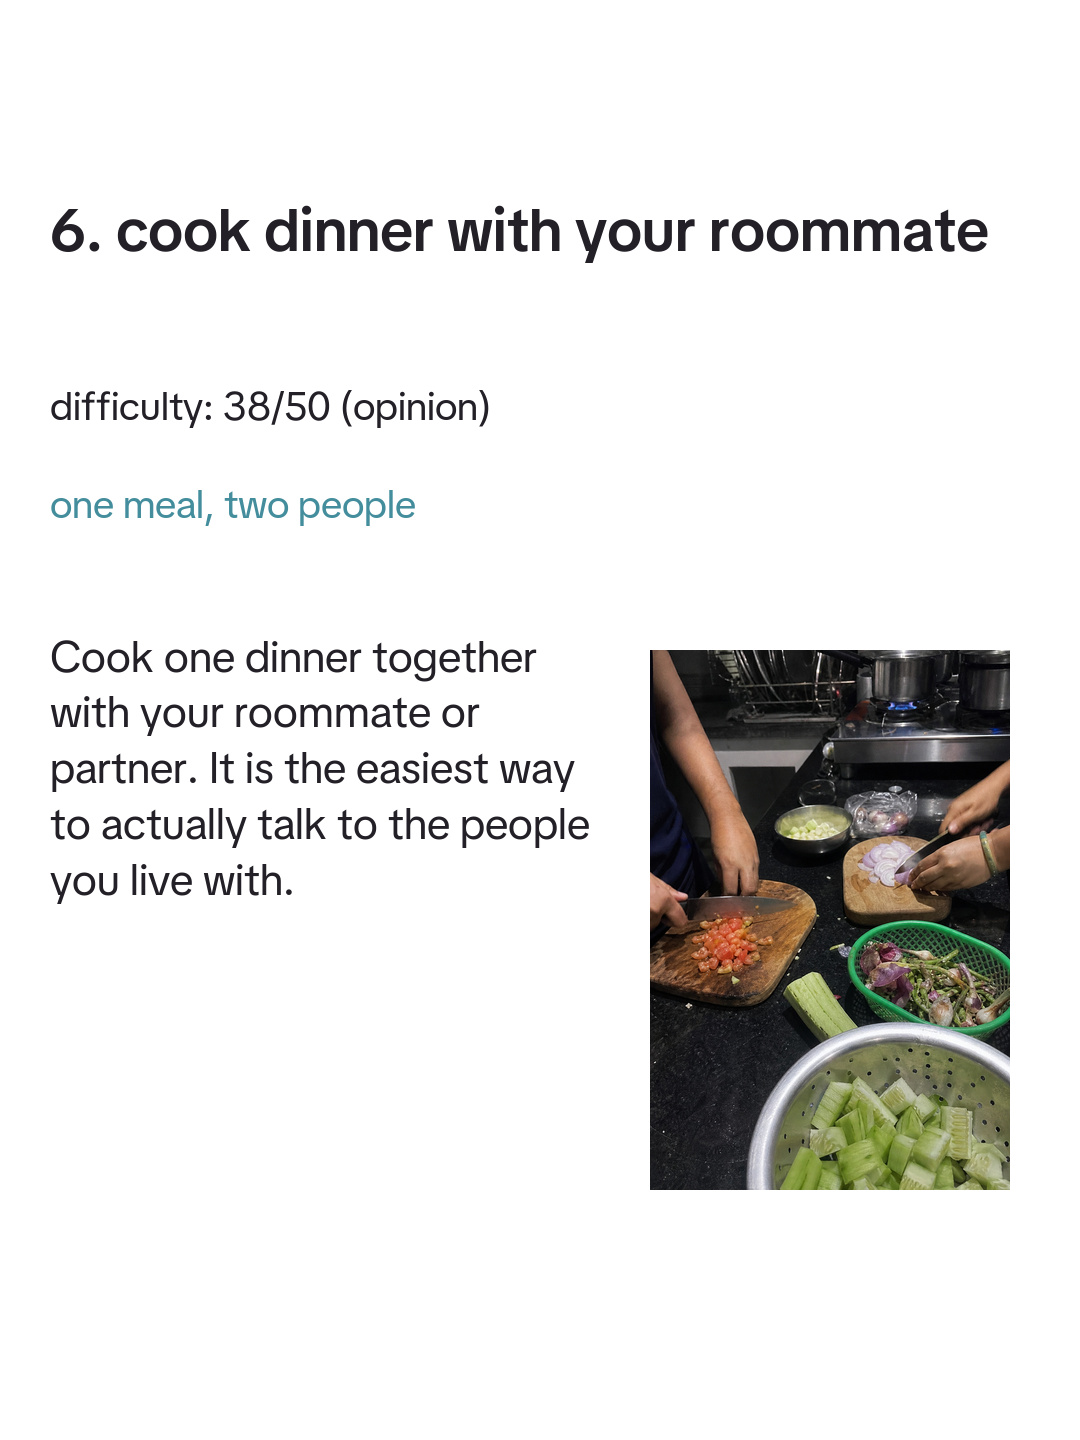 6. cook dinner with your roommate
difficulty: 38/50 (opinion)
one meal, two people
Cook one dinner together
with your roommate or
partner. It is the easiest way
to actually talk to the people
you live with.